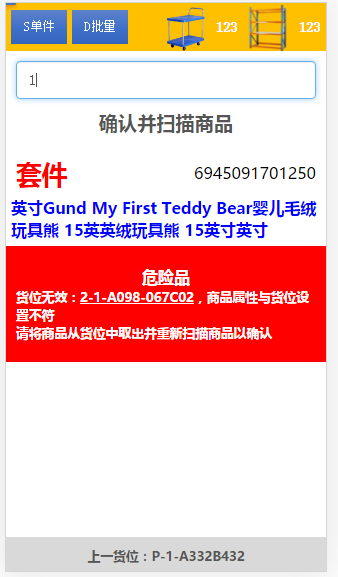 S单件 D批量 123 123
1
确认并扫描商品
套件 6945091701250
英寸Gund My First Teddy Bear婴儿毛绒
玩具熊 15英英绒玩具熊 15英寸英寸
危险品
货位无效：2-1-A098-067C02，商品属性与货位设
置不符
请将商品从货位中取出并重新扫描商品以确认
上一货位：P-1-A332B432